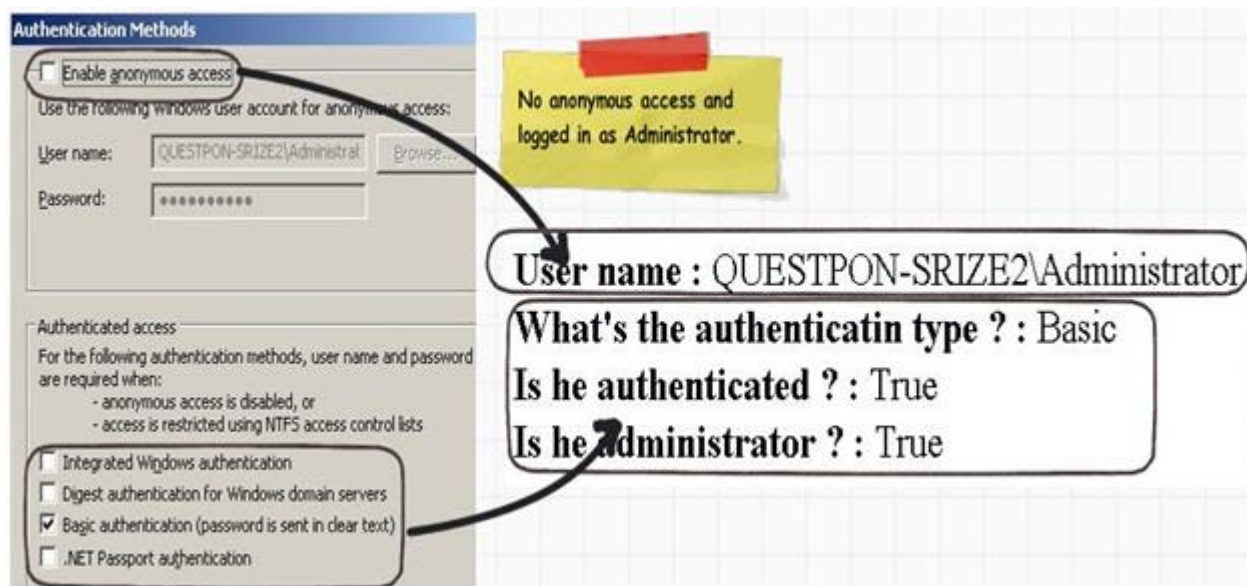 Authentication Methods
Enable anonymous access
Use the following windows user account for anonymous access:
User name:
QUESTPON-SRIZE2\Administrat
Browse...
Password:
Authenticated access
For the following authentication methods, user name and password
are required when:
- anonymous access is disabled, or
- access is restricted using NTFS access control lists
Integrated Windows authentication
Digest authentication for Windows domain servers
Basic authentication (password is sent in clear text)
.NET Passport authentication
No anonymous access and
logged in as Administrator.
User name : QUESTPON-SRIZE2\Administrator
What's the authenticatin type ? : Basic
Is he authenticated ? : True
Is he administrator ? : True